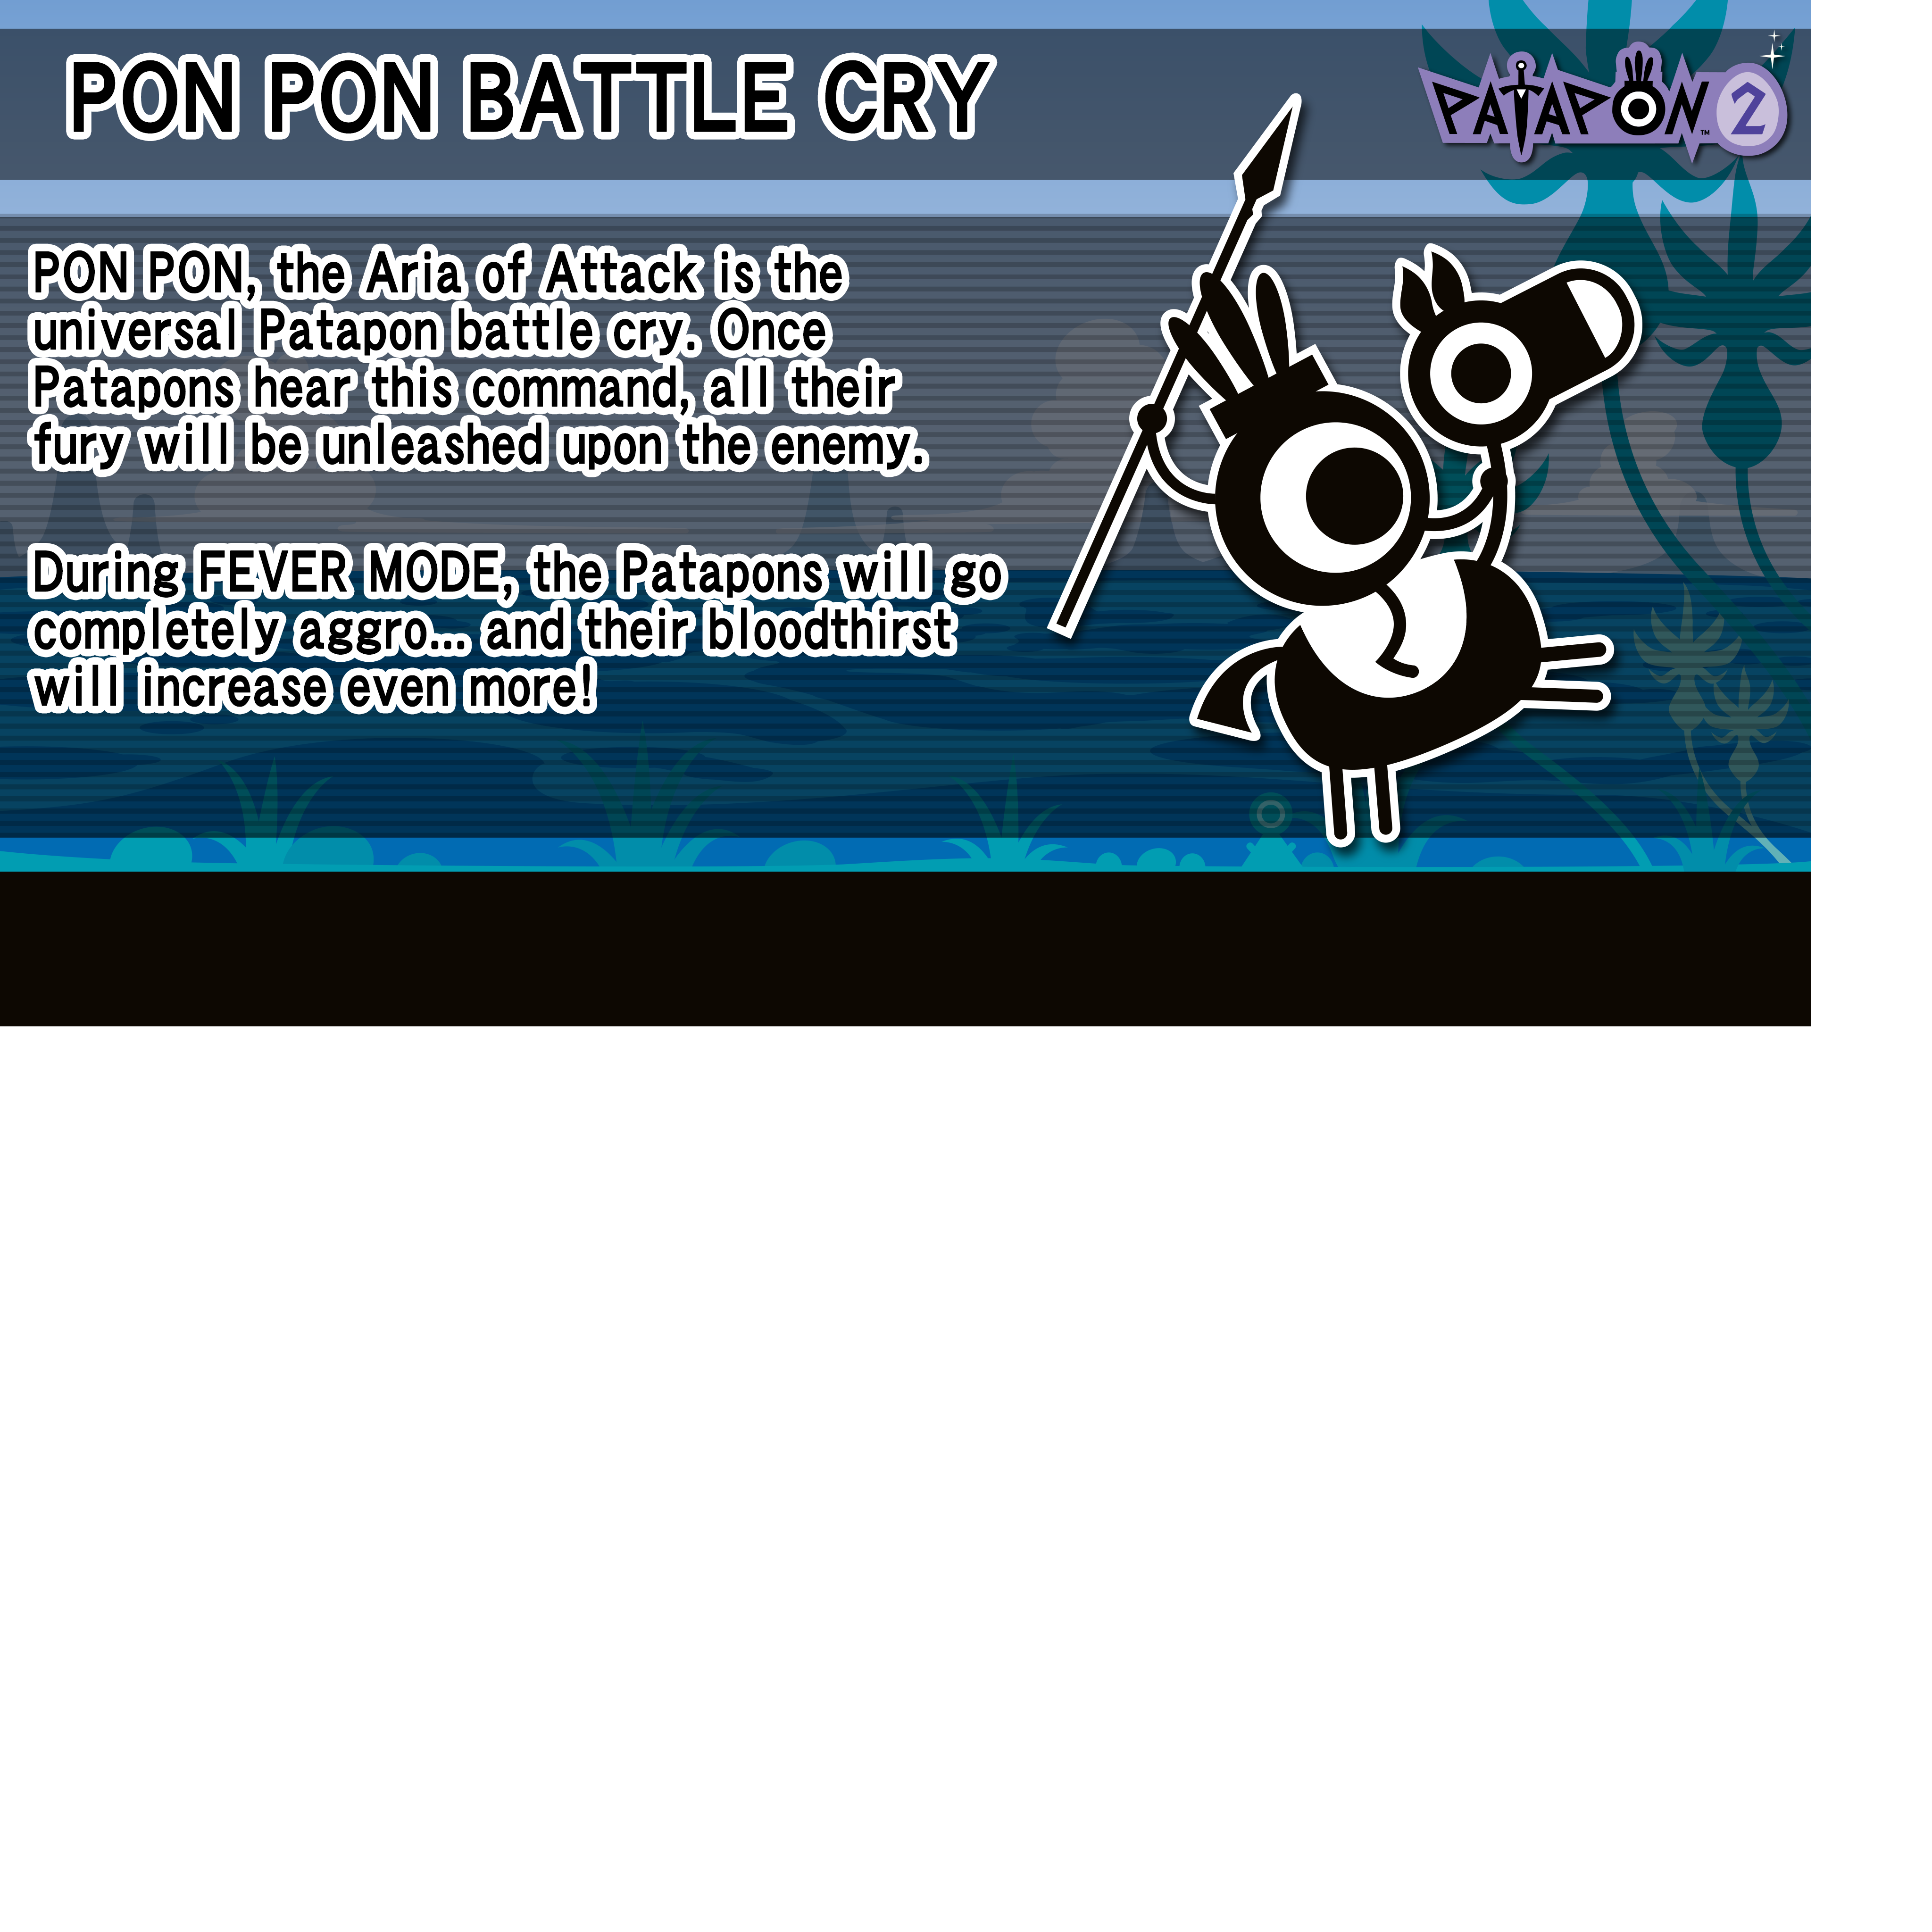 PON PON BATTLE CRY
PATAPON™ Z
PON PON, the Aria of Attack is the
universal Patapon battle cry. Once
Patapons hear this command, all their
fury will be unleashed upon the enemy.
During FEVER MODE, the Patapons will go
completely aggro... and their bloodthirst
will increase even more!